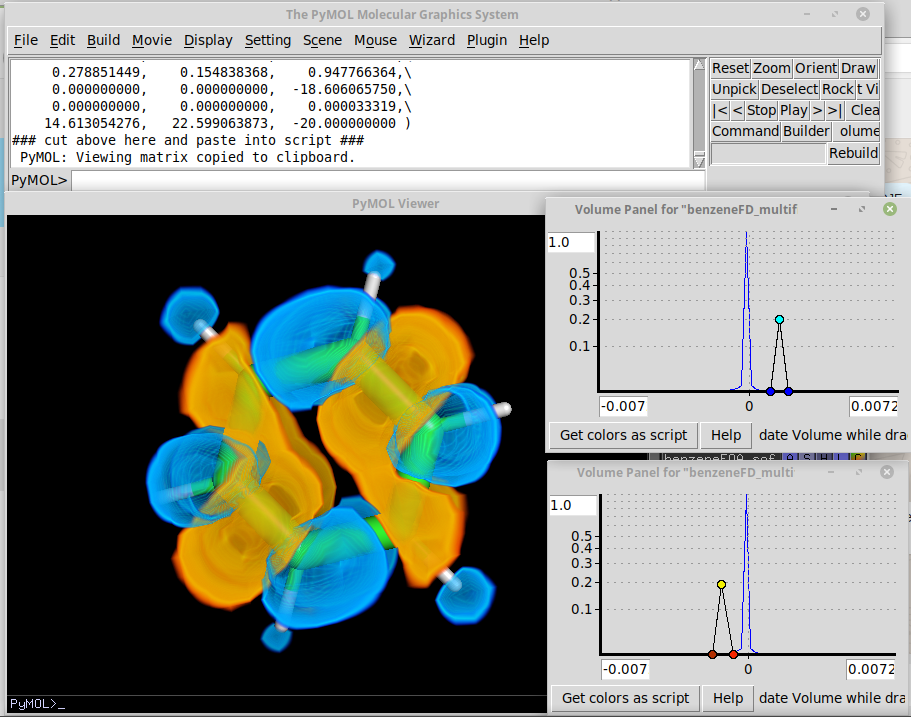 The PyMOL Molecular Graphics System
File Edit Build Movie Display Setting Scene Mouse Wizard Plugin Help
0.278851449, 0.154838368, 0.947766364,\
0.000000000, 0.000000000, -18.606065750,\
0.000000000, 0.000000000, 0.000033319,\
14.613054276, 22.599063873, -20.000000000 )
### cut above here and paste into script ###
PyMOL: Viewing matrix copied to clipboard.
PyMOL>
Reset Zoom Orient Draw
Unpick Deselect Rock t Vi
|< < Stop Play > >| Clea
Command Builder olume
Rebuild
PyMOL Viewer
Volume Panel for "benzeneFD_multif
1.0
0.5
0.4
0.3
0.2
0.1
-0.007 0 0.0072
Get colors as script Help date Volume while dra
Volume Panel for "benzeneFD_multi
1.0
0.5
0.4
0.3
0.2
0.1
-0.007 0 0.0072
Get colors as script Help date Volume while dra
PyMOL>_